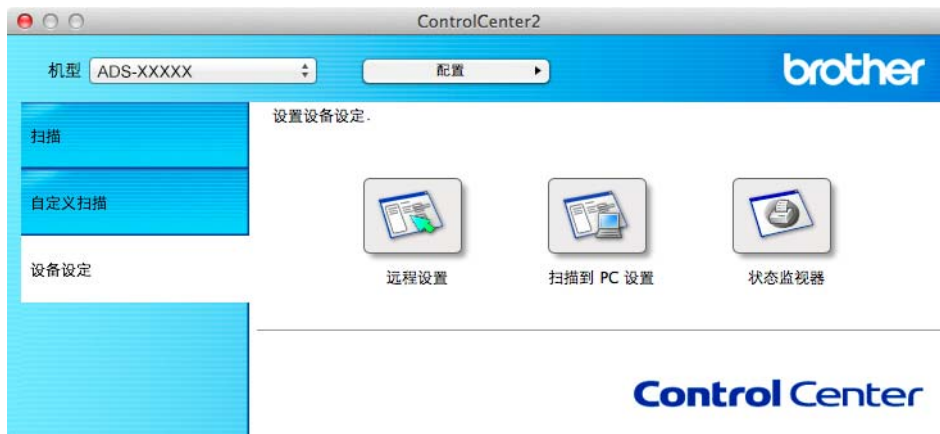 ControlCenter2
机型 ADS-XXXXX 配置 brother
扫描
自定义扫描
设备设定
设置设备设定.
远程设置 扫描到 PC 设置 状态监视器
Control Center